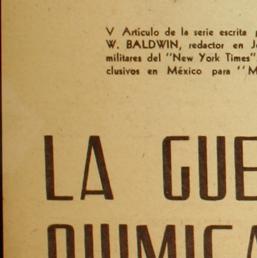 V Artículo de la serie escrita
W. BALDWIN, redactor en J
militares del "New York Times"
clusivos en México para "M
LA GUE
QUIMICA